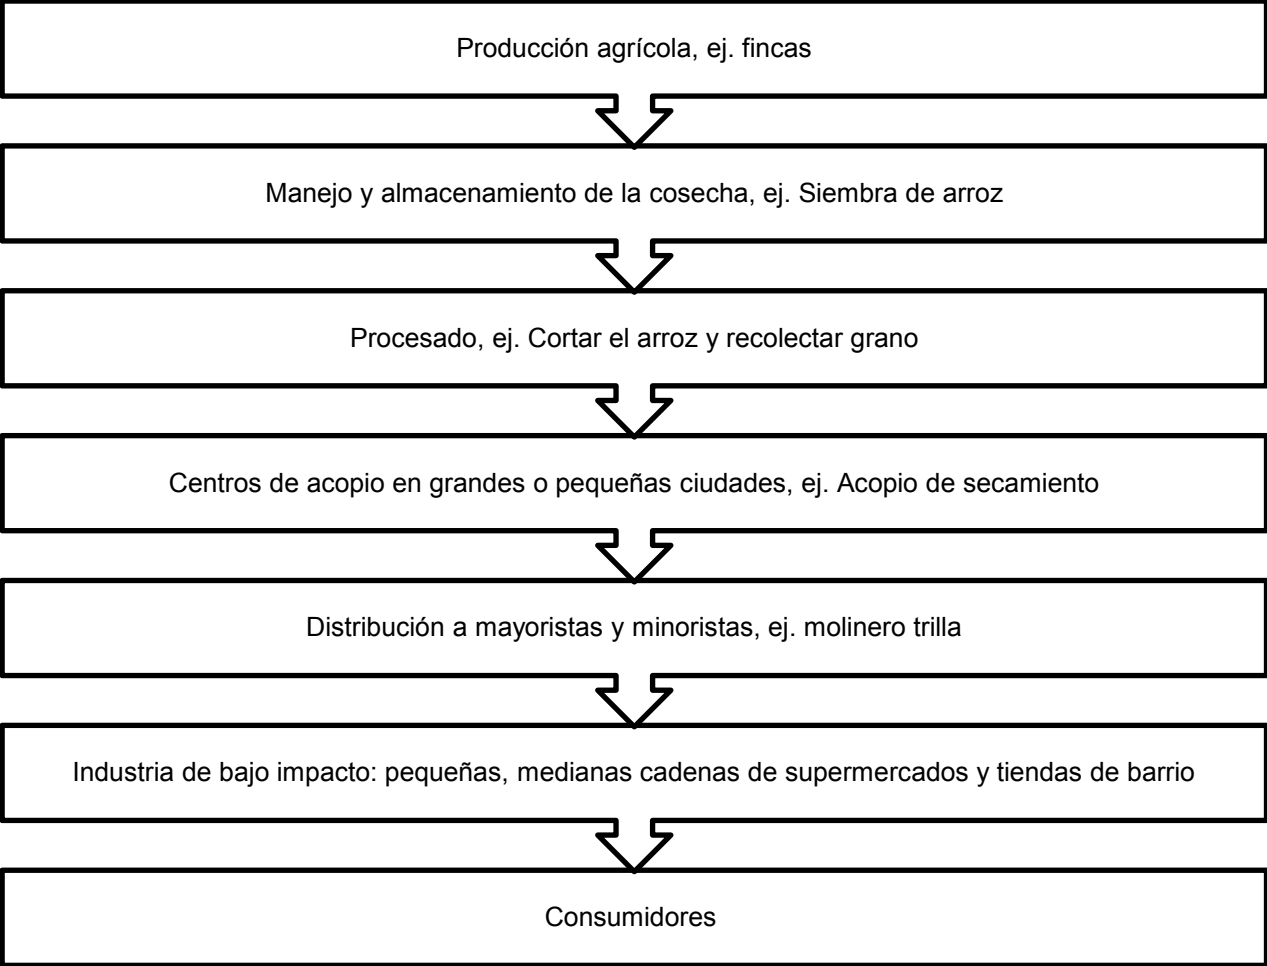 Producción agrícola, ej. fincas
Manejo y almacenamiento de la cosecha, ej. Siembra de arroz
Procesado, ej. Cortar el arroz y recolectar grano
Centros de acopio en grandes o pequeñas ciudades, ej. Acopio de secamiento
Distribución a mayoristas y minoristas, ej. molinero trilla
Industria de bajo impacto: pequeñas, medianas cadenas de supermercados y tiendas de barrio
Consumidores